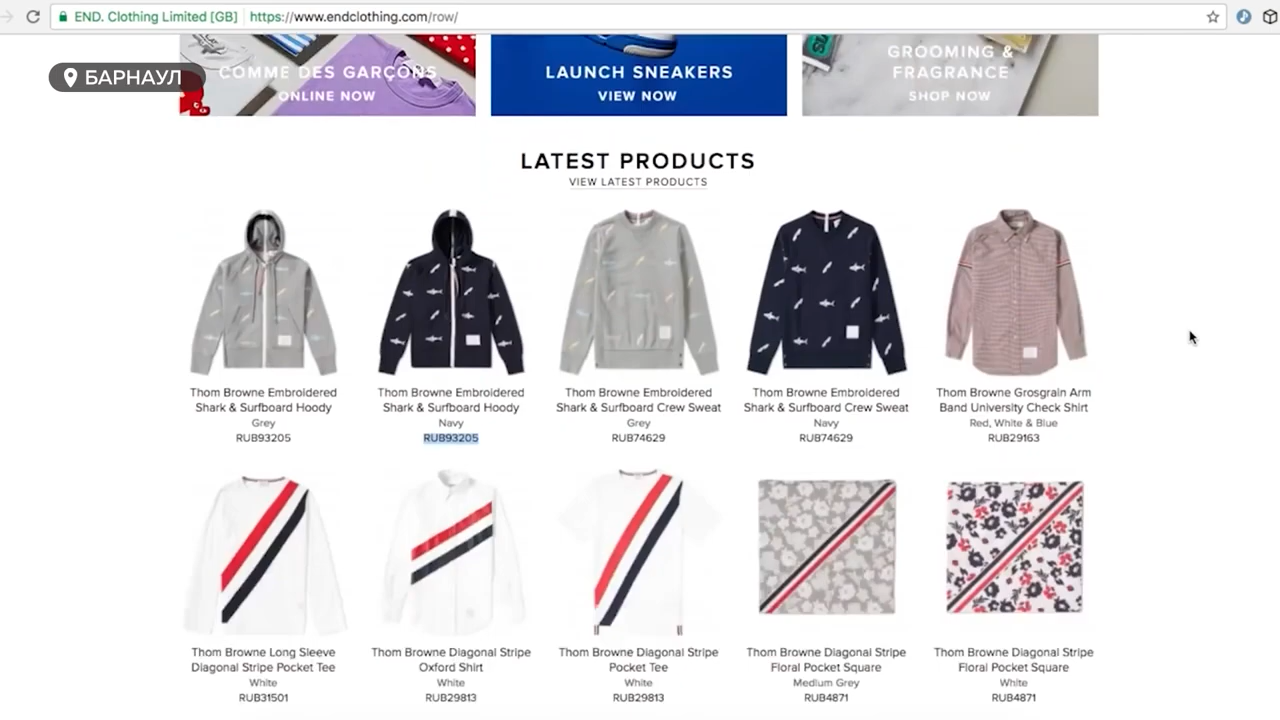 END. Clothing Limited [GB]
https://www.endclothing.com/row/
БАРНАУЛ
COMME DES GARÇONS
ONLINE NOW
LAUNCH SNEAKERS
VIEW NOW
GROOMING &
FRAGRANCE
SHOP NOW
LATEST PRODUCTS
VIEW LATEST PRODUCTS
Thom Browne Embroidered
Shark & Surfboard Hoody
Grey
RUB93205
Thom Browne Embroidered
Shark & Surfboard Hoody
Navy
RUB93205
Thom Browne Embroidered
Shark & Surfboard Crew Sweat
Grey
RUB74629
Thom Browne Embroidered
Shark & Surfboard Crew Sweat
Navy
RUB74629
Thom Browne Grosgrain Arm
Band University Check Shirt
Red, White & Blue
RUB29163
Thom Browne Long Sleeve
Diagonal Stripe Pocket Tee
White
RUB31501
Thom Browne Diagonal Stripe
Oxford Shirt
White
RUB29813
Thom Browne Diagonal Stripe
Pocket Tee
White
RUB29813
Thom Browne Diagonal Stripe
Floral Pocket Square
Medium Grey
RUB4871
Thom Browne Diagonal Stripe
Floral Pocket Square
White
RUB4871